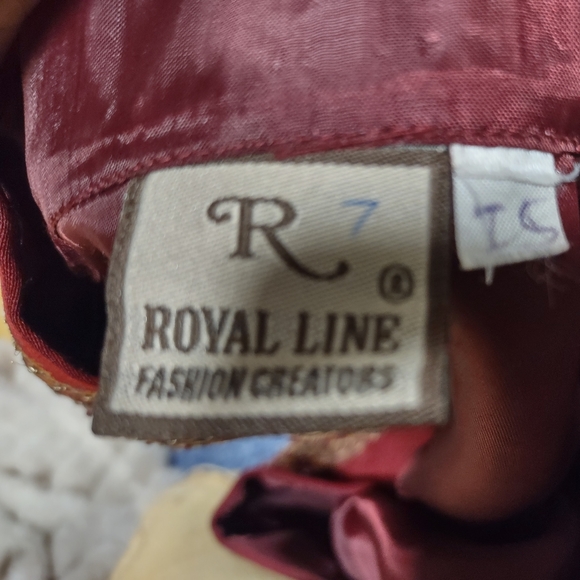 R 7
®
ROYAL LINE
FASHION CREATORS